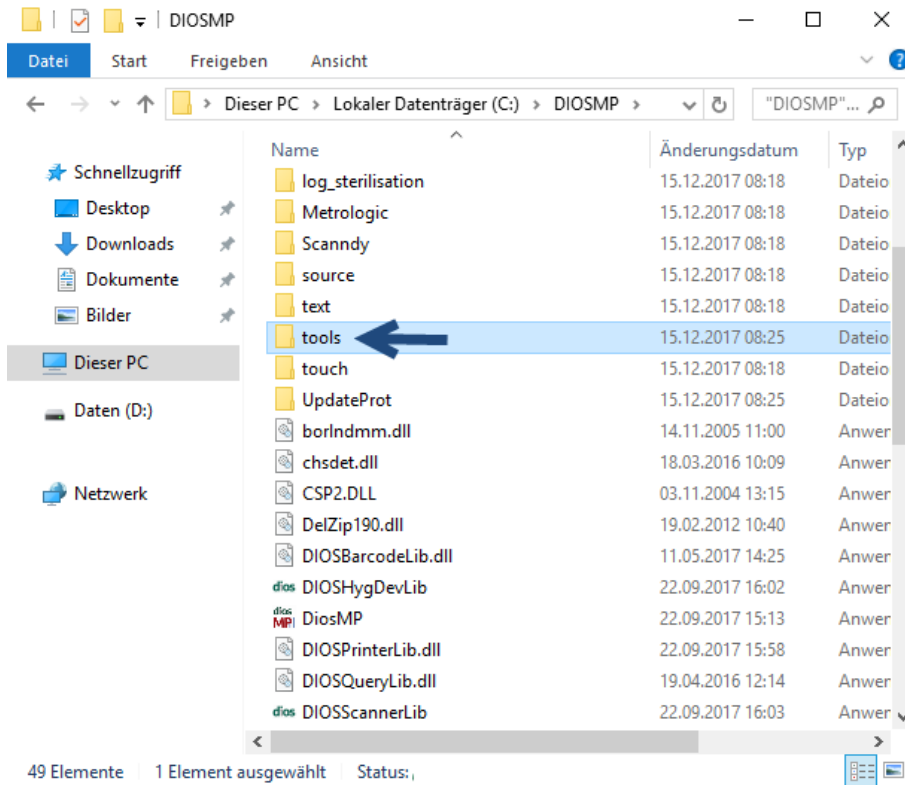 DIOSMP
Datei Start Freigeben Ansicht ?
Dieser PC > Lokaler Datenträger (C:) > DIOSMP > "DIOSMP"...
Schnellzugriff
Desktop
Downloads
Dokumente
Bilder
Dieser PC
Daten (D:)
Netzwerk
Name Änderungsdatum Typ
log_sterilisation 15.12.2017 08:18 Dateio
Metrologic 15.12.2017 08:18 Dateio
Scanndy 15.12.2017 08:18 Dateio
source 15.12.2017 08:18 Dateio
text 15.12.2017 08:18 Dateio
tools 15.12.2017 08:25 Dateio
touch 15.12.2017 08:18 Dateio
UpdateProt 15.12.2017 08:25 Dateio
borlndmm.dll 14.11.2005 11:00 Anwer
chsdet.dll 18.03.2016 10:09 Anwer
CSP2.DLL 03.11.2004 13:15 Anwer
DelZip190.dll 19.02.2012 10:40 Anwer
DIOSBarcodeLib.dll 11.05.2017 14:25 Anwer
dios DIOSHygDevLib 22.09.2017 16:02 Anwer
dios MP DiosMP 22.09.2017 15:13 Anwer
DIOSPrinterLib.dll 22.09.2017 15:58 Anwer
DIOSQueryLib.dll 19.04.2016 12:14 Anwer
dios DIOSScannerLib 22.09.2017 16:03 Anwer
49 Elemente 1 Element ausgewählt Status: